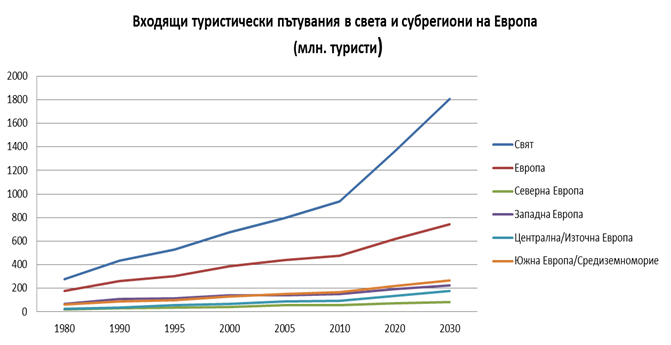 Входящи туристически пътувания в света и субрегиони на Европа
(млн. туристи)
2000
1800
1600
1400
1200
1000
800
600
400
200
0
1980 1990 1995 2000 2005 2010 2020 2030
Свят
Европа
Северна Европа
Западна Европа
Централна/Източна Европа
Южна Европа/Средиземноморие